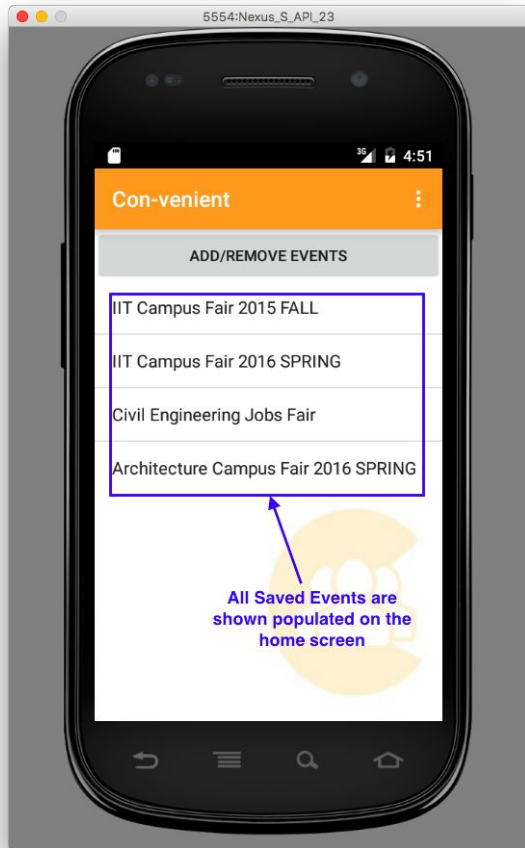 5554:Nexus_S_API_23
3G 4:51
Con-venient
ADD/REMOVE EVENTS
IIT Campus Fair 2015 FALL
IIT Campus Fair 2016 SPRING
Civil Engineering Jobs Fair
Architecture Campus Fair 2016 SPRING
All Saved Events are
shown populated on the
home screen